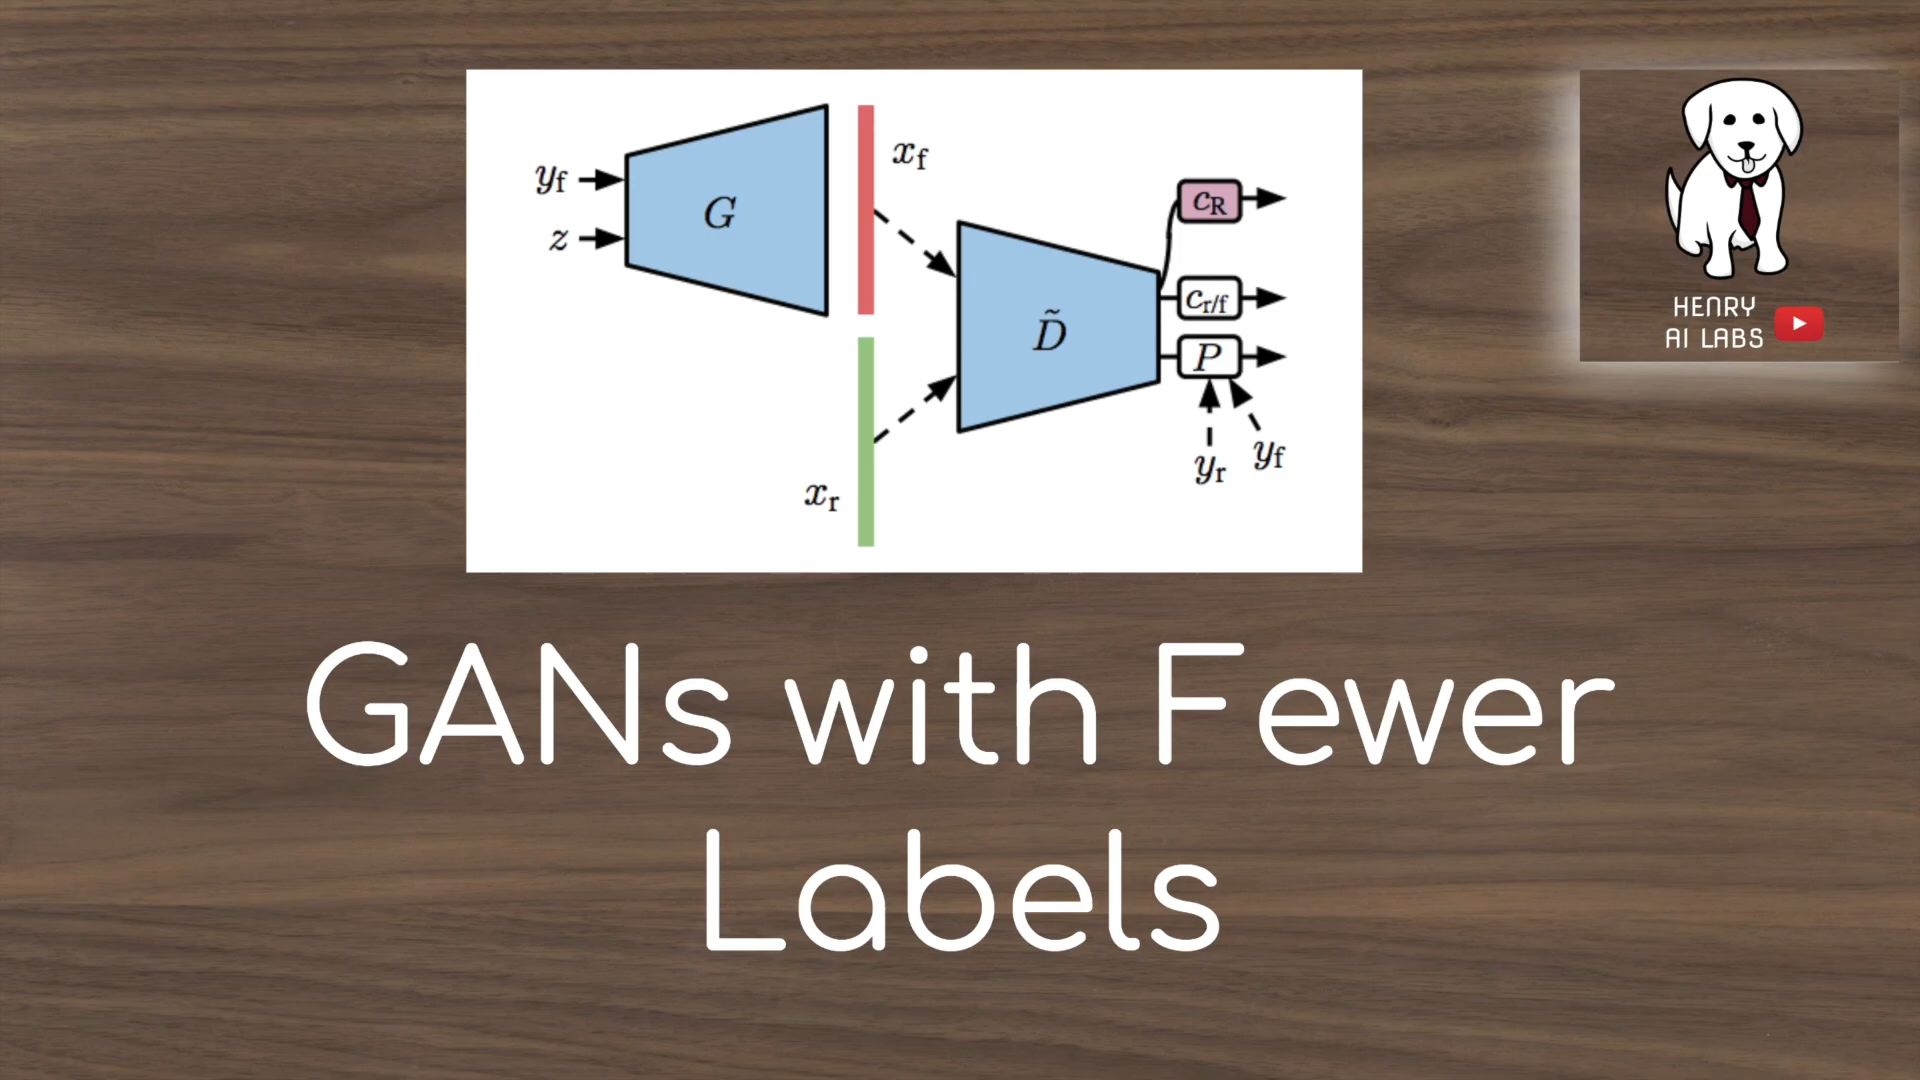 y_f
z
G
x_f
x_r
D̃
c_R
c_r/f
P
y_r
y_f
HENRY
AI LABS
GANs with Fewer
Labels